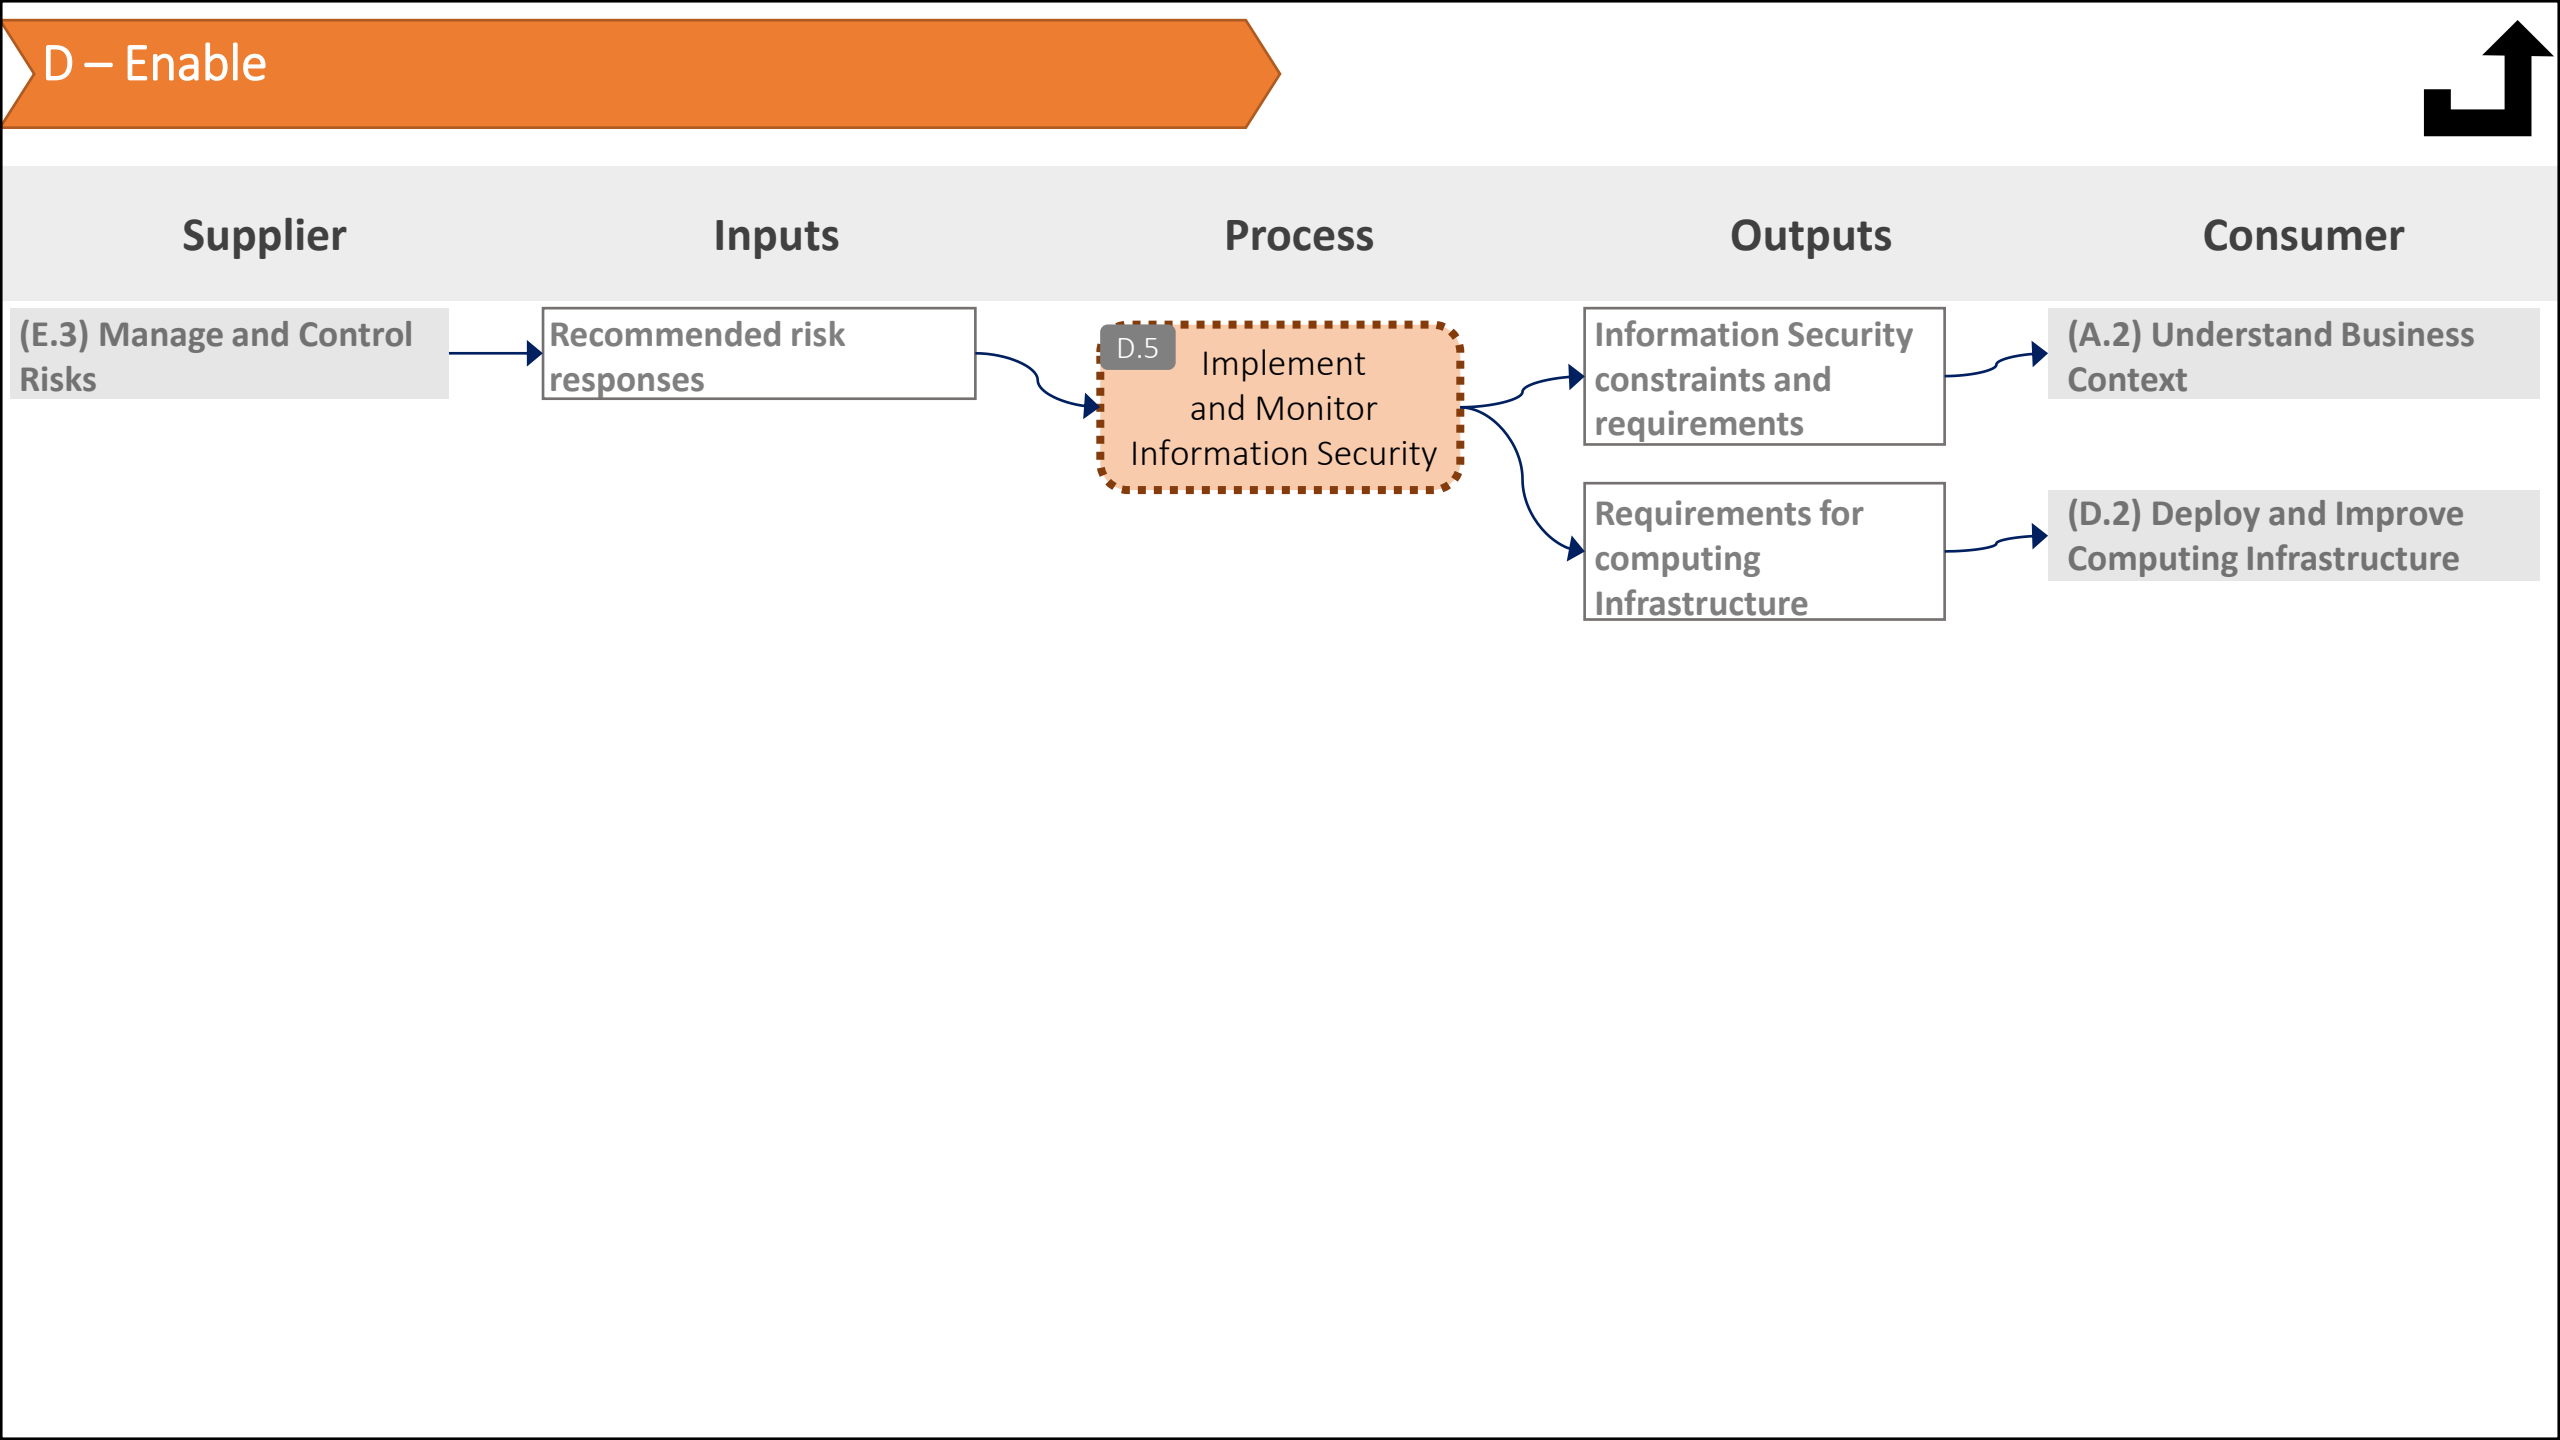 D – Enable
Supplier
Inputs
Process
Outputs
Consumer
(E.3) Manage and Control
Risks
Recommended risk
responses
D.5
Implement
and Monitor
Information Security
Information Security
constraints and
requirements
(A.2) Understand Business
Context
Requirements for
computing
Infrastructure
(D.2) Deploy and Improve
Computing Infrastructure